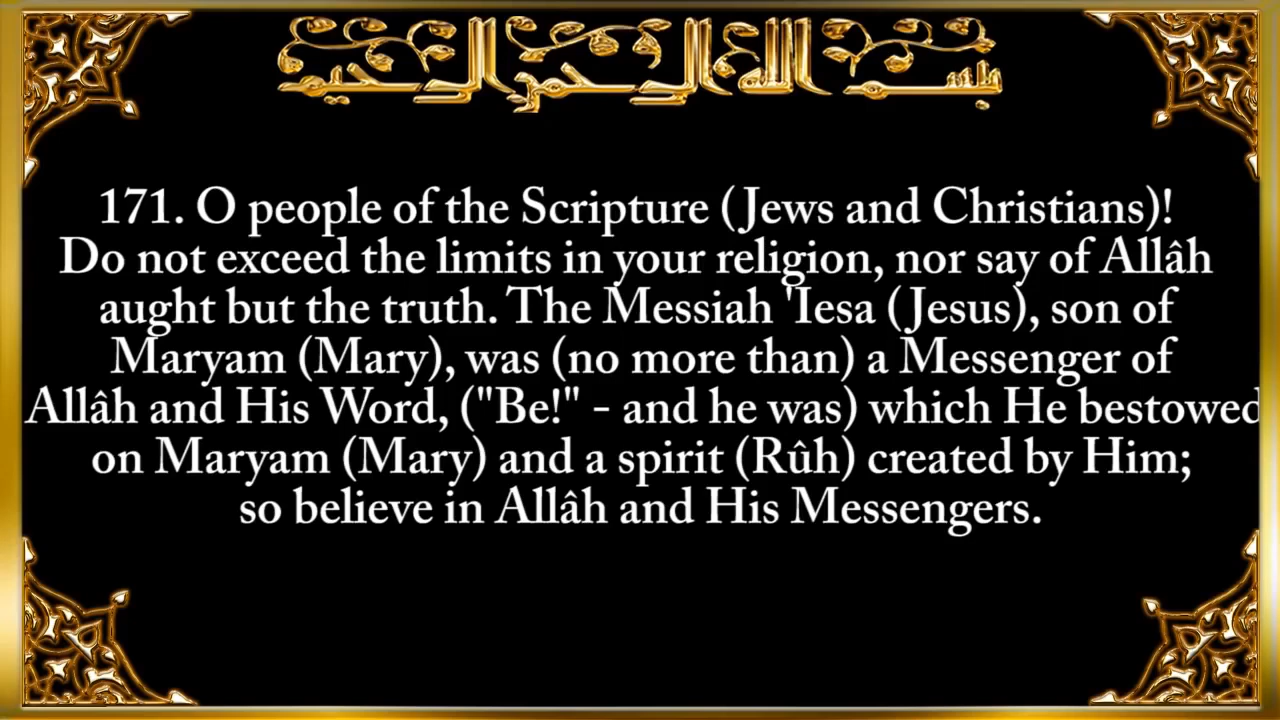 بسم الله الرحمن الرحيم
171. O people of the Scripture (Jews and Christians)!
Do not exceed the limits in your religion, nor say of Allâh
aught but the truth. The Messiah 'Iesa (Jesus), son of
Maryam (Mary), was (no more than) a Messenger of
Allâh and His Word, ("Be!" - and he was) which He bestowed
on Maryam (Mary) and a spirit (Rûh) created by Him;
so believe in Allâh and His Messengers.